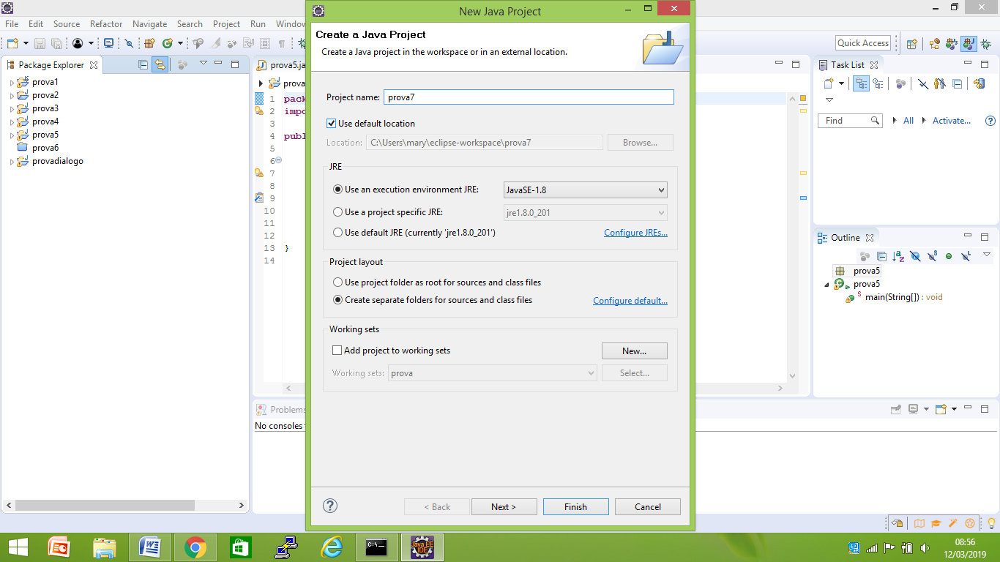 New Java Project
File Edit Source Refactor Navigate Search Project Run Window
Quick Access
Package Explorer
prova1
prova2
prova3
prova4
prova5
prova6
provadialogo
prova5.ja
prova
1 pack
2 impo
3
4 publ
5
6
7
8
9
10
11
12
13 }
14
Create a Java Project
Create a Java project in the workspace or in an external location.
Project name: prova7
Use default location
Location: C:\Users\mary\eclipse-workspace\prova7 Browse...
JRE
Use an execution environment JRE: JavaSE-1.8
Use a project specific JRE: jre1.8.0_201
Use default JRE (currently 'jre1.8.0_201') Configure JREs...
Project layout
Use project folder as root for sources and class files
Create separate folders for sources and class files Configure default...
Working sets
Add project to working sets New...
Working sets: prova Select...
< Back Next > Finish Cancel
Task List
Find All Activate...
Outline
prova5
prova5
main(String[]) : void
Problems
No consoles
08:56
12/03/2019